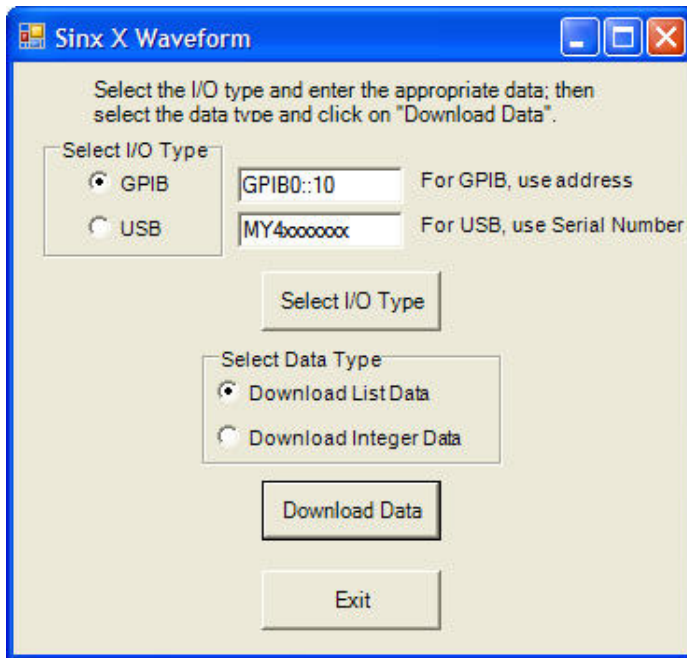 Sinx X Waveform
Select the I/O type and enter the appropriate data; then
select the data type and click on "Download Data".
Select I/O Type
GPIB
GPIB0::10
For GPIB, use address
USB
MY4xxxxxxx
For USB, use Serial Number
Select I/O Type
Select Data Type
Download List Data
Download Integer Data
Download Data
Exit